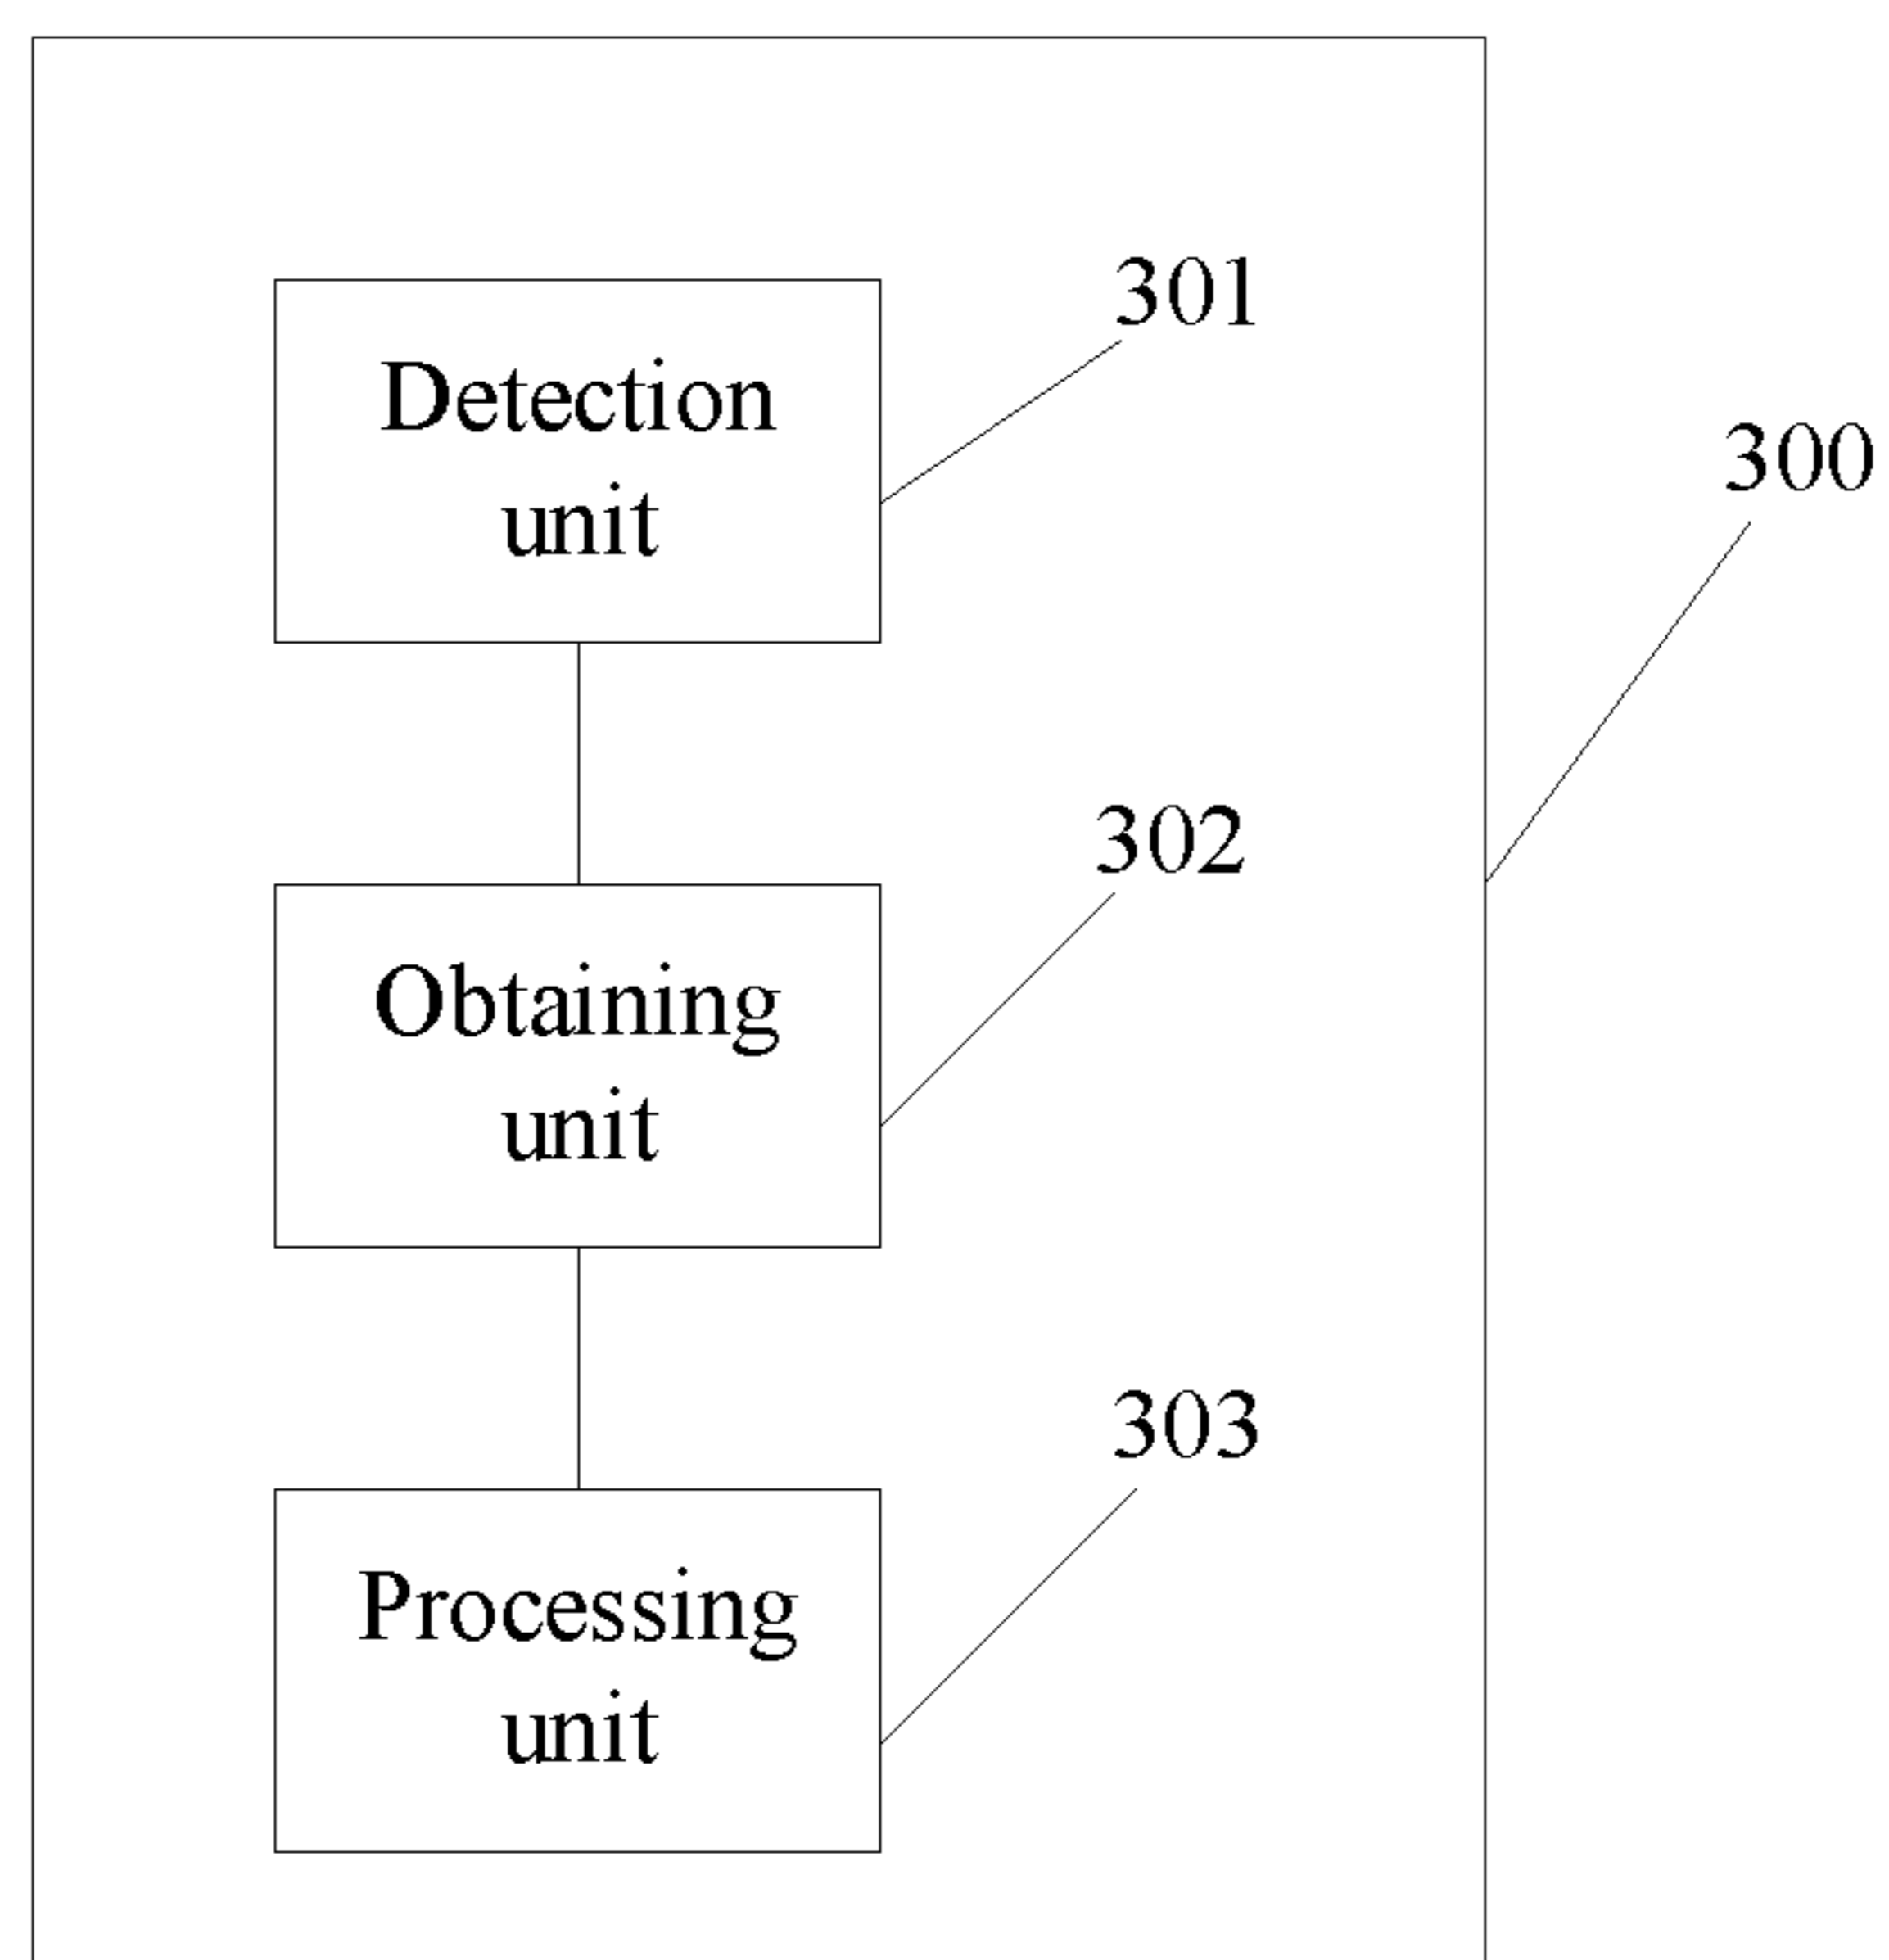 301
Detection
unit
300
302
Obtaining
unit
303
Processing
unit